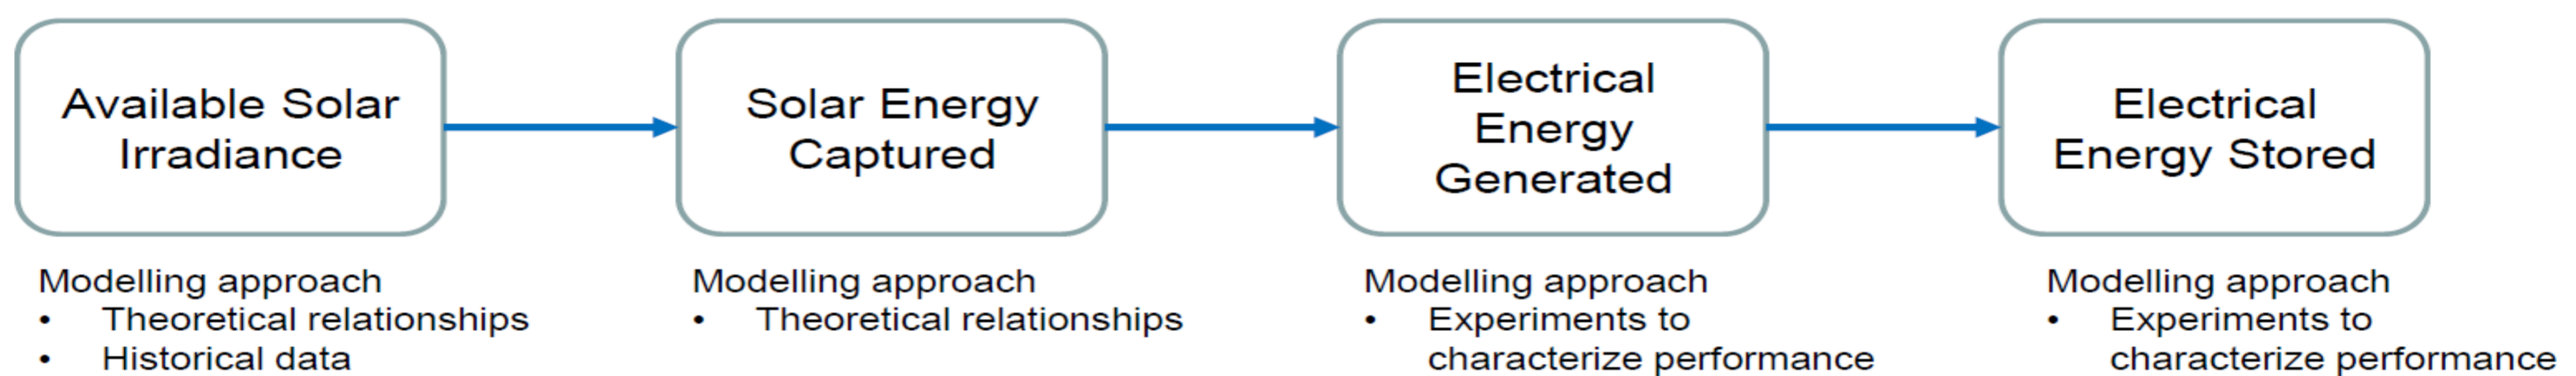 Available Solar
Irradiance
Solar Energy
Captured
Electrical
Energy
Generated
Electrical
Energy Stored
Modelling approach
• Theoretical relationships
• Historical data
Modelling approach
• Theoretical relationships
Modelling approach
• Experiments to
characterize performance
Modelling approach
• Experiments to
characterize performance